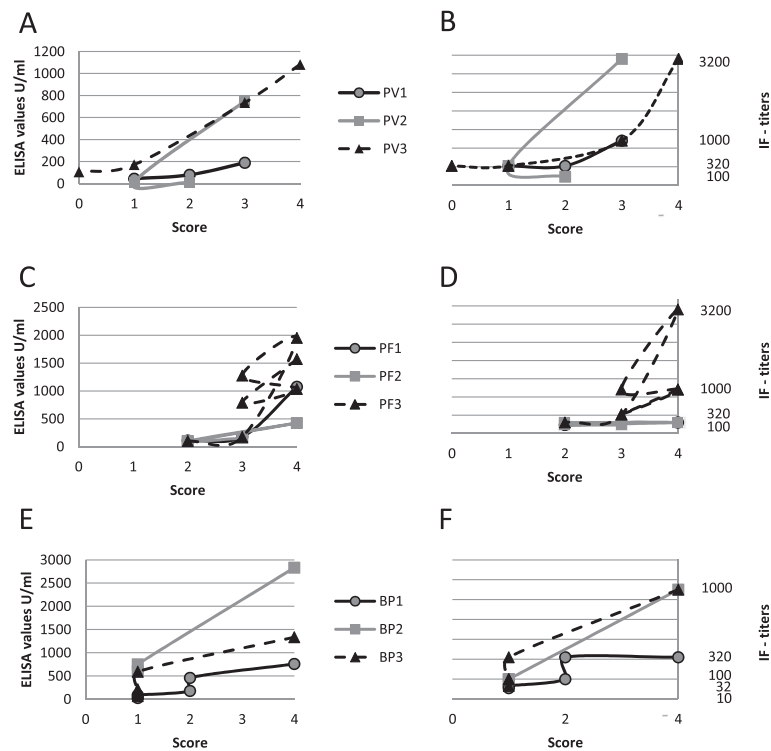 A
1200
1000
800
600
400
200
0
ELISA values U/ml
0 1 2 3 4
Score
PV1
PV2
PV3
B
3200
1000
320
100
IF - titers
0 1 2 3 4
Score
C
2500
2000
1500
1000
500
0
ELISA values U/ml
0 1 2 3 4
Score
PF1
PF2
PF3
D
3200
1000
320
100
IF - titers
0 1 2 3 4
Score
E
3000
2500
2000
1500
1000
500
0
ELISA values U/ml
0 1 2 3 4
Score
BP1
BP2
BP3
F
1000
320
100
32
10
IF - titers
0 2 4
Score